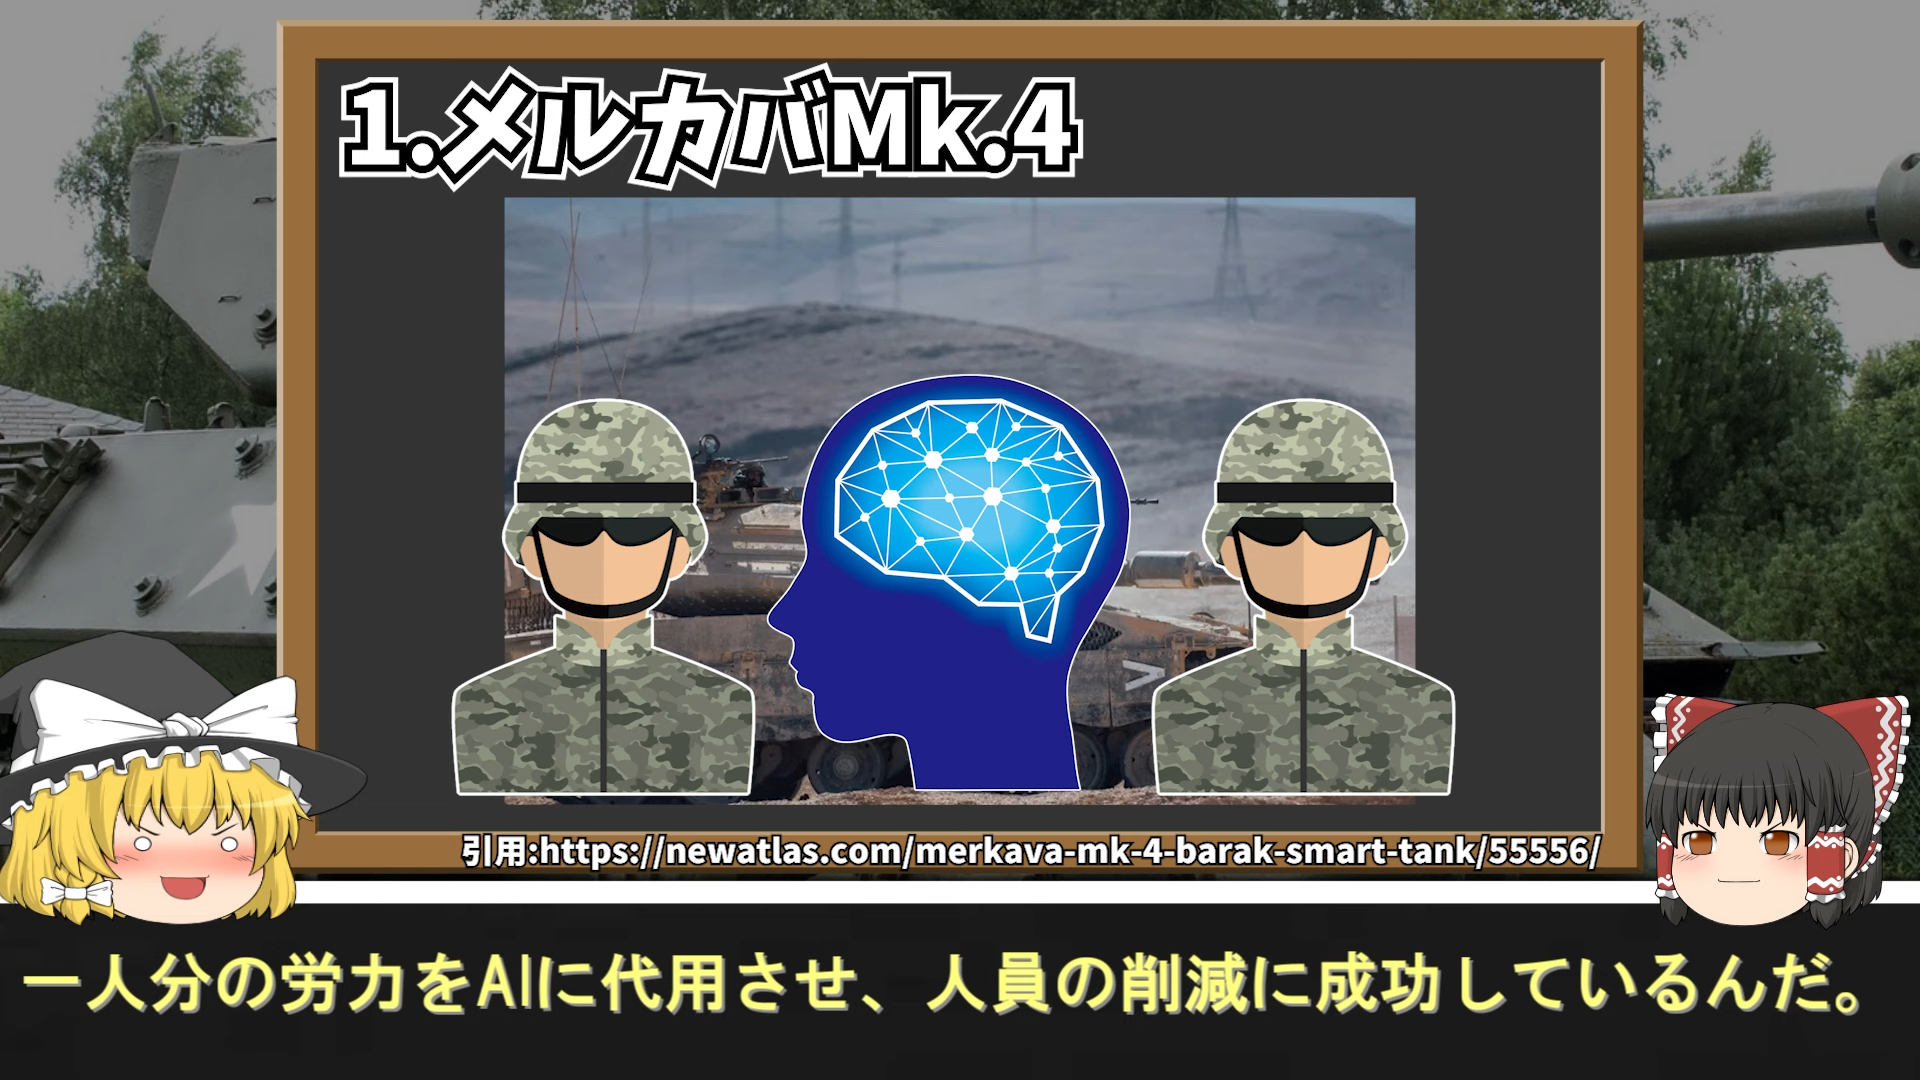 1.メルカバMk.4
引用:https://newatlas.com/merkava-mk-4-barak-smart-tank/55556/
一人分の労力をAIに代用させ、人員の削減に成功しているんだ。